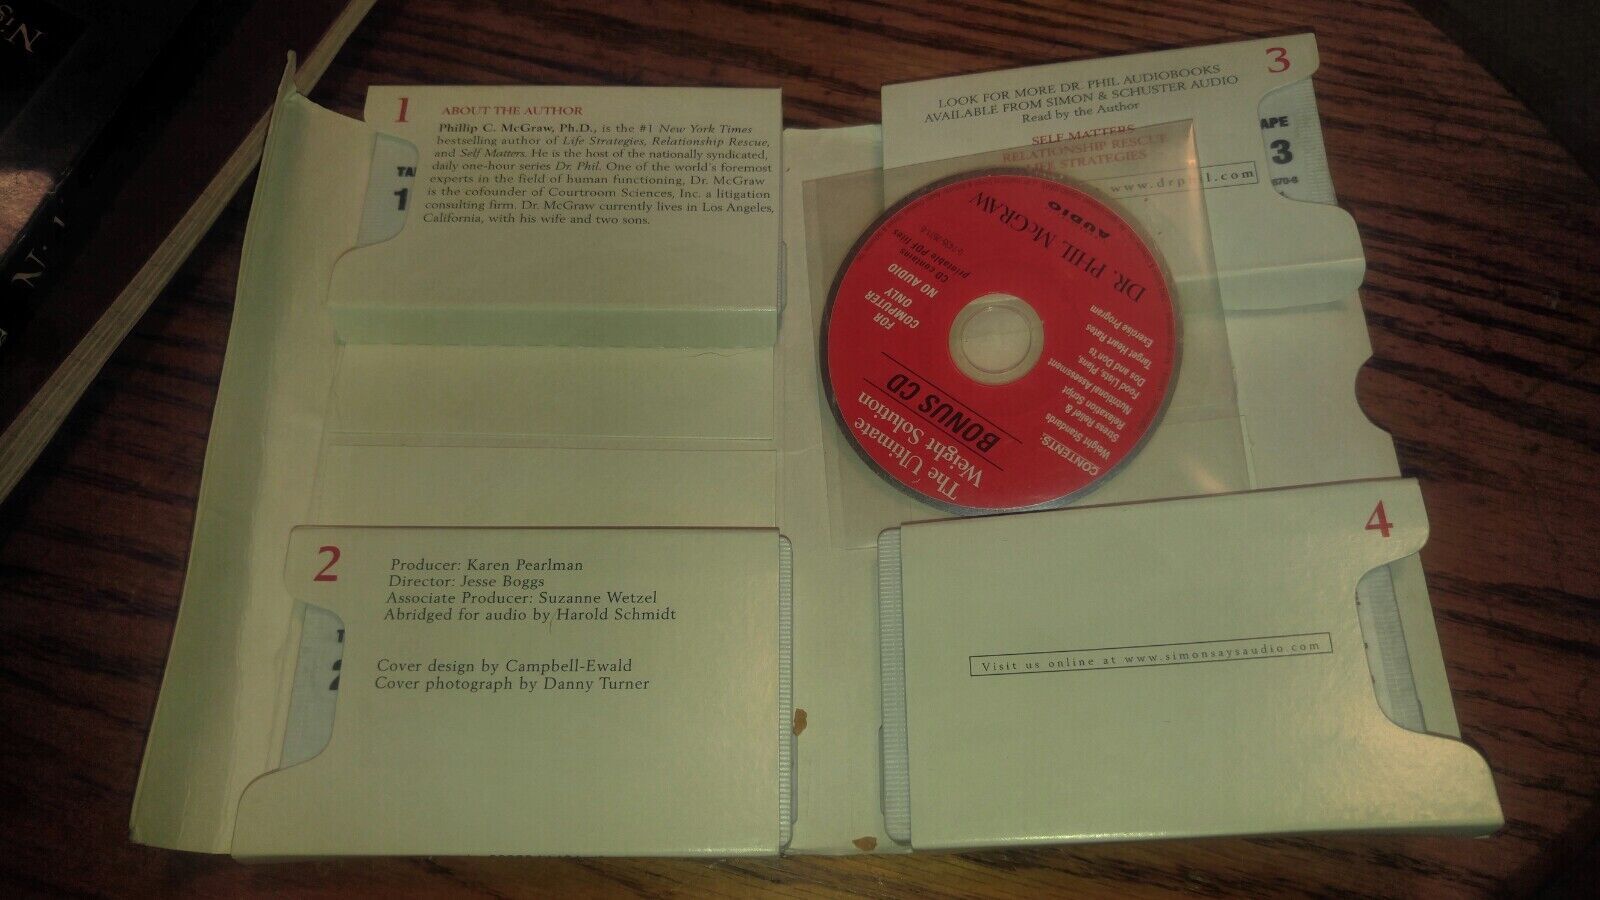 1
ABOUT THE AUTHOR
Phillip C. McGraw, Ph.D., is the #1 New York Times
bestselling author of Life Strategies, Relationship Rescue,
and Self Matters. He is the host of the nationally syndicated,
daily one-hour series Dr. Phil. One of the world's foremost
experts in the field of human functioning, Dr. McGraw
is the cofounder of Courtroom Sciences, Inc. a litigation
consulting firm. Dr. McGraw currently lives in Los Angeles,
California, with his wife and two sons.
TA
1
3
LOOK FOR MORE DR. PHIL AUDIOBOOKS
AVAILABLE FROM SIMON & SCHUSTER AUDIO
Read by the Author
SELF MATTERS
RELATIONSHIP RESCUE
LIFE STRATEGIES
www.drphil.com
APE
3
The Ultimate
Weight Solution
BONUS CD
FOR
COMPUTER
ONLY
NO AUDIO
CD contains
printable PDF files
CONTENTS:
Weight Standards
Stress Relief &
Relaxation Script
Nutritional Assessment
Food Lists, Plans,
Dos and Don'ts
Target Heart Rates
Exercise Program
DR. PHIL McGRAW
AUDIO
2
Producer: Karen Pearlman
Director: Jesse Boggs
Associate Producer: Suzanne Wetzel
Abridged for audio by Harold Schmidt
Cover design by Campbell-Ewald
Cover photograph by Danny Turner
T
2
4
Visit us online at www.simonsaysaudio.com